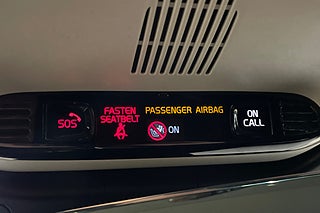 SOS
FASTEN
SEATBELT
PASSENGER AIRBAG
ON
ON
CALL